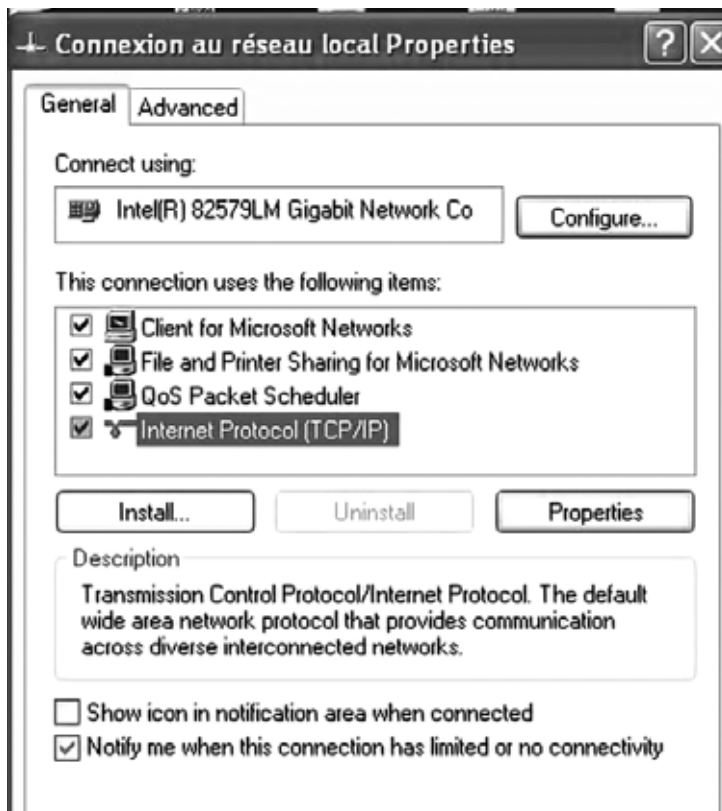 Connexion au réseau local Properties
General
Advanced
Connect using:
Intel(R) 82579LM Gigabit Network Co
Configure...
This connection uses the following items:
Client for Microsoft Networks
File and Printer Sharing for Microsoft Networks
QoS Packet Scheduler
Internet Protocol (TCP/IP)
Install...
Uninstall
Properties
Description
Transmission Control Protocol/Internet Protocol. The default
wide area network protocol that provides communication
across diverse interconnected networks.
Show icon in notification area when connected
Notify me when this connection has limited or no connectivity